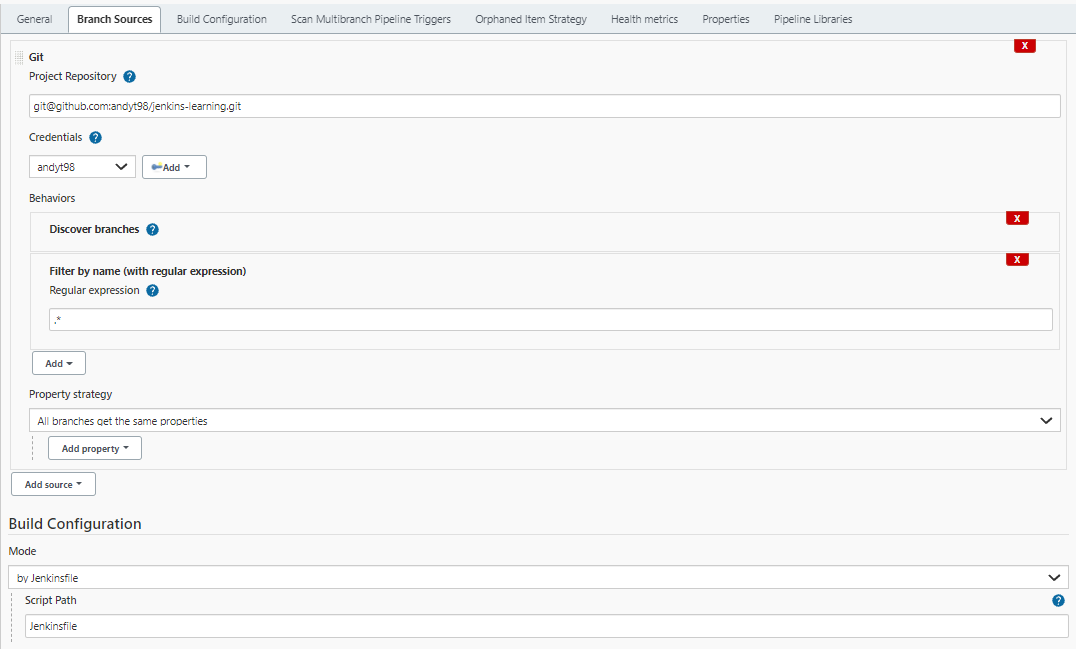 General Branch Sources Build Configuration Scan Multibranch Pipeline Triggers Orphaned Item Strategy Health metrics Properties Pipeline Libraries
X
Git
Project Repository ?
git@github.com:andyt98/jenkins-learning.git
Credentials ?
andyt98 Add
Behaviors
X
Discover branches ?
X
Filter by name (with regular expression)
Regular expression ?
.*
Add
Property strategy
All branches get the same properties
Add property
Add source
Build Configuration
Mode
by Jenkinsfile
Script Path ?
Jenkinsfile